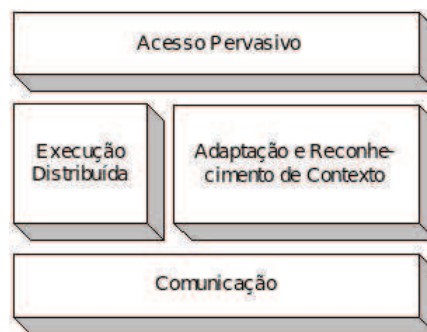 Acesso Pervasivo
Execução
Distribuída
Adaptação e Reconhe-
cimento de Contexto
Comunicação